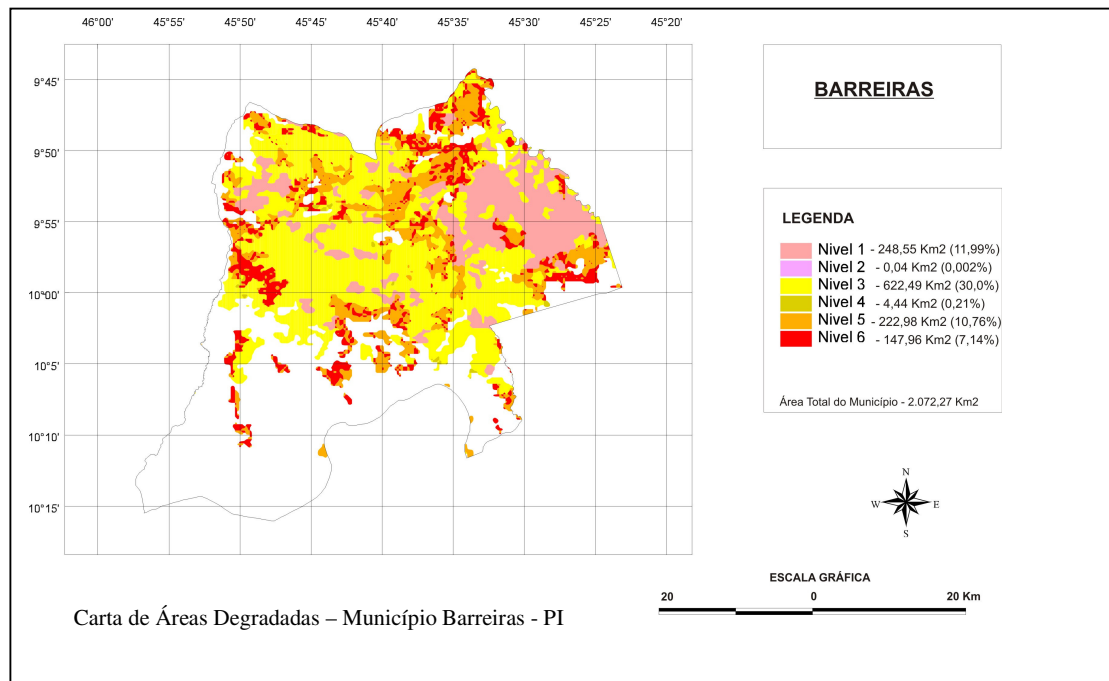 46°00' 45°55' 45°50' 45°45' 45°40' 45°35' 45°30' 45°25' 45°20'
9°45'
9°50'
9°55'
10°00'
10°5'
10°10'
10°15'
BARREIRAS
LEGENDA
Nivel 1 - 248,55 Km2 (11,99%)
Nivel 2 - 0,04 Km2 (0,002%)
Nivel 3 - 622,49 Km2 (30,0%)
Nivel 4 - 4,44 Km2 (0,21%)
Nivel 5 - 222,98 Km2 (10,76%)
Nivel 6 - 147,96 Km2 (7,14%)
Área Total do Município - 2.072,27 Km2
N
W E
S
ESCALA GRÁFICA
20 0 20 Km
Carta de Áreas Degradadas – Município Barreiras - PI